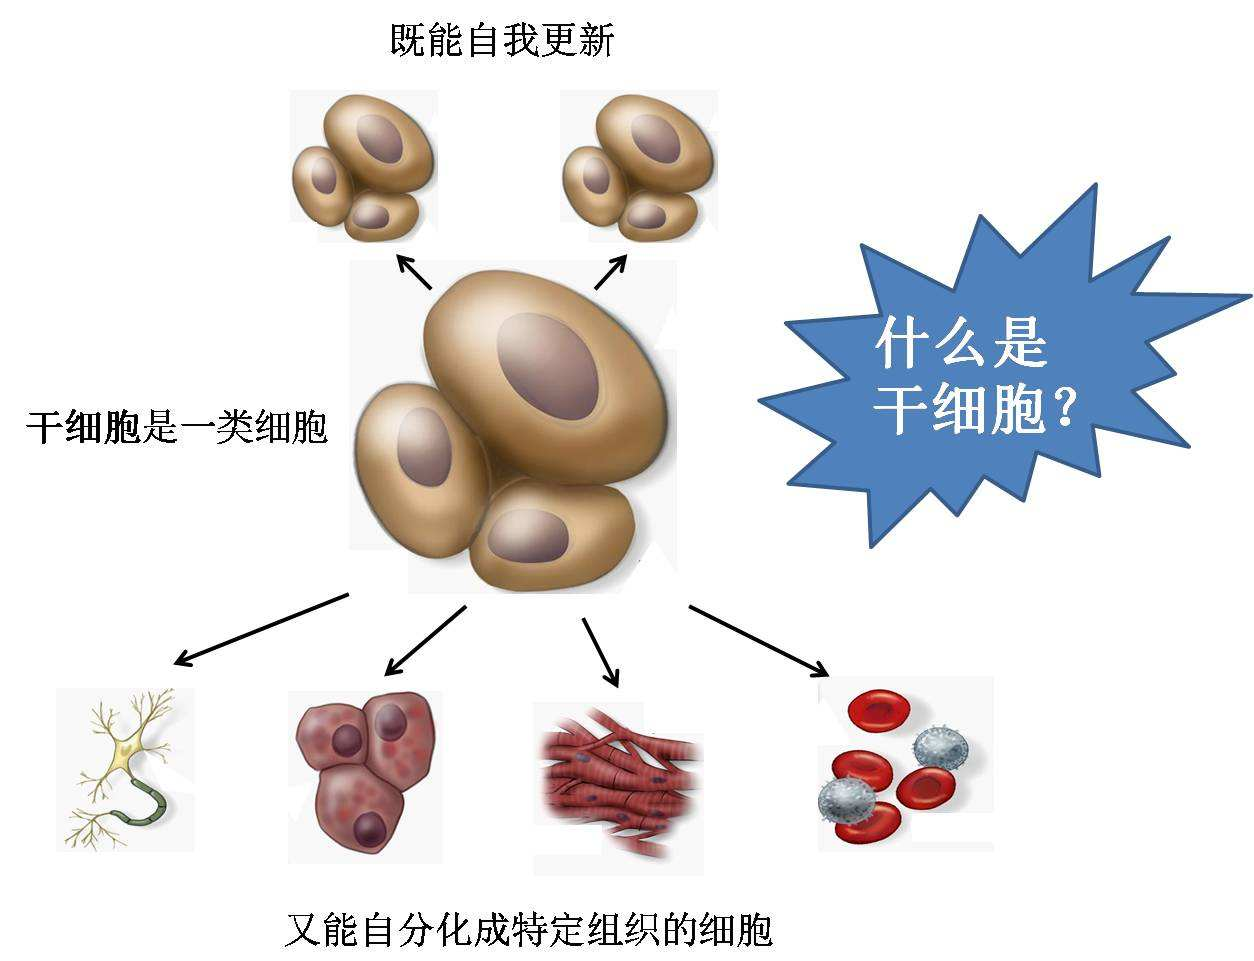 既能自我更新
什么是
干细胞？
干细胞是一类细胞
又能自分化成特定组织的细胞